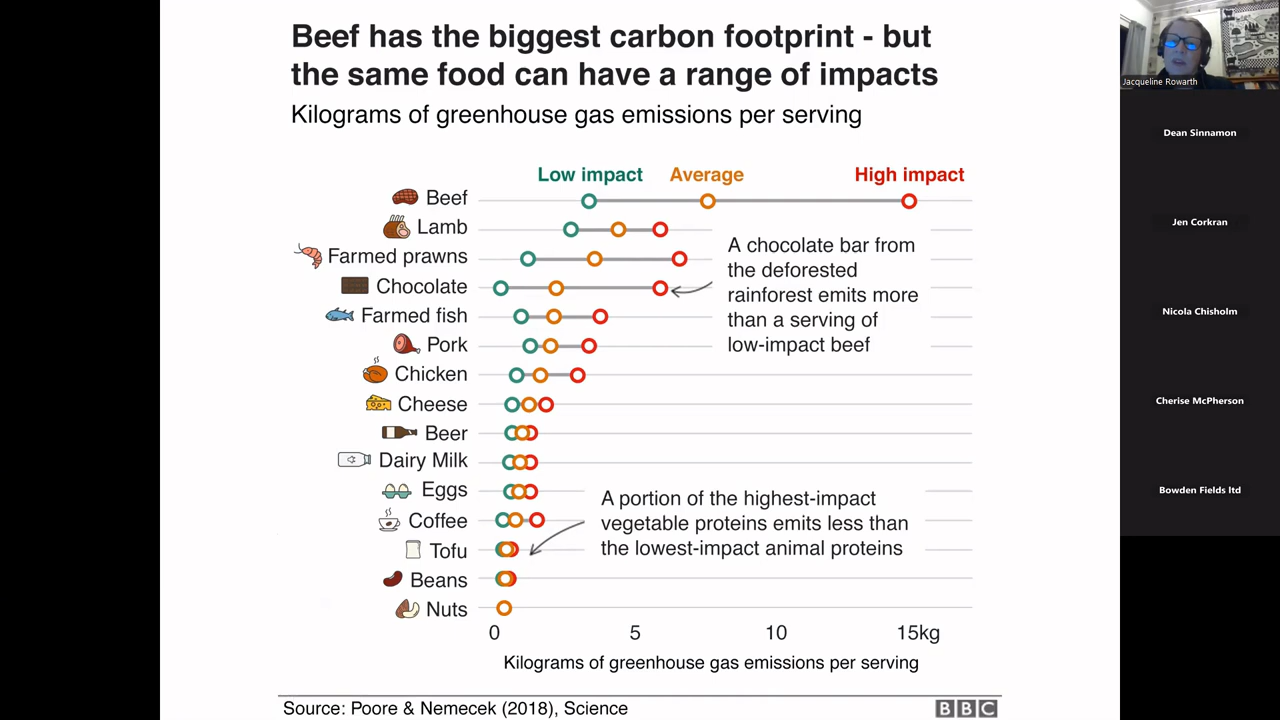 Beef has the biggest carbon footprint - but
the same food can have a range of impacts
Kilograms of greenhouse gas emissions per serving
Low impact Average High impact
Beef
Lamb
Farmed prawns
Chocolate
Farmed fish
Pork
Chicken
Cheese
Beer
Dairy Milk
Eggs
Coffee
Tofu
Beans
Nuts
A chocolate bar from
the deforested
rainforest emits more
than a serving of
low-impact beef
A portion of the highest-impact
vegetable proteins emits less than
the lowest-impact animal proteins
0 5 10 15kg
Kilograms of greenhouse gas emissions per serving
Source: Poore & Nemecek (2018), Science
BBC
Jacqueline Rowarth
Dean Sinnamon
Jen Corkran
Nicola Chisholm
Cherise McPherson
Bowden Fields ltd